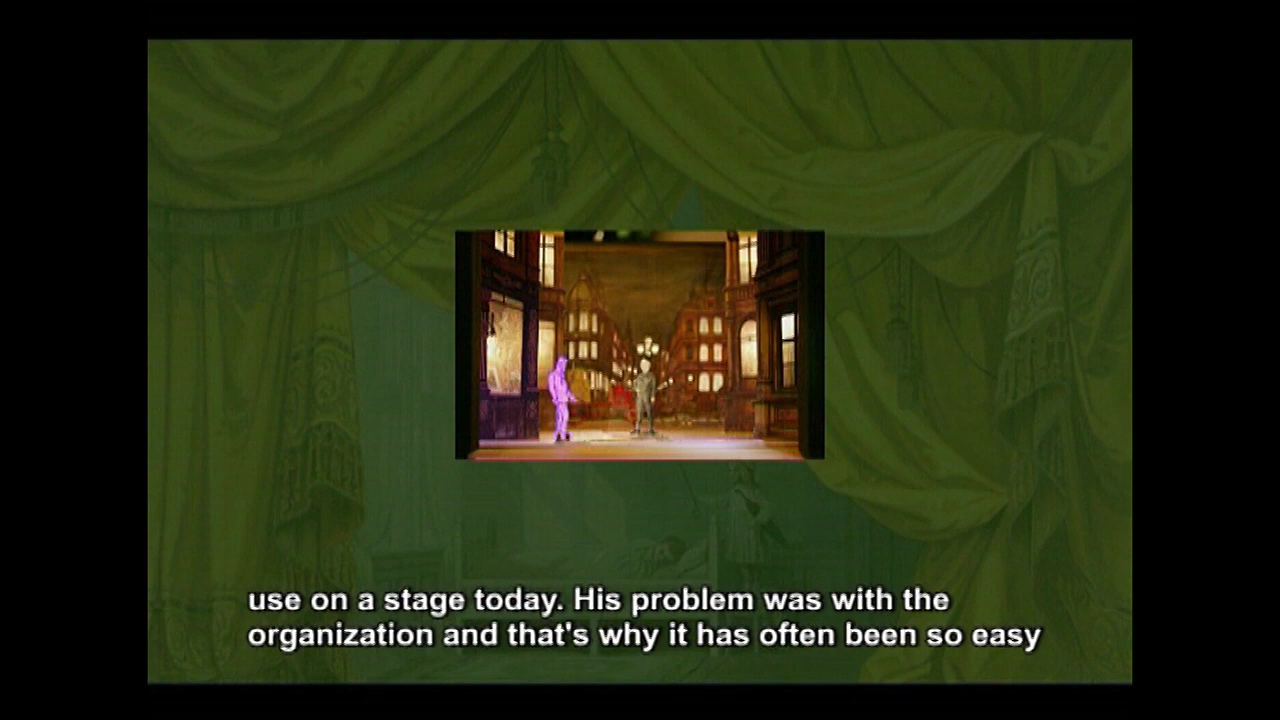 use on a stage today. His problem was with the
organization and that's why it has often been so easy